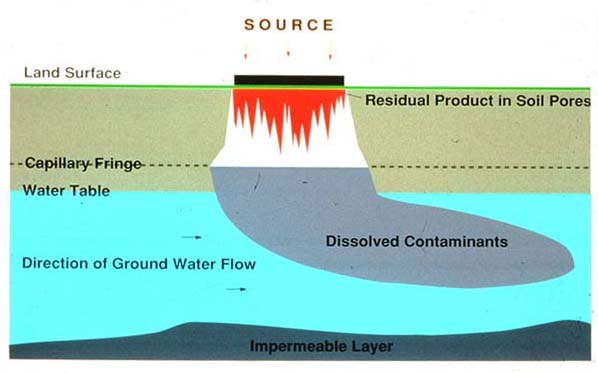 SOURCE
Land Surface
Residual Product in Soil Pores
Capillary Fringe
Water Table
Dissolved Contaminants
Direction of Ground Water Flow
Impermeable Layer